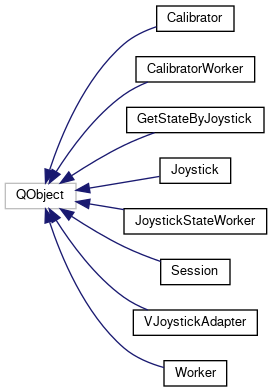 Calibrator
CalibratorWorker
GetStateByJoystick
Joystick
QObject
JoystickStateWorker
Session
VJoystickAdapter
Worker